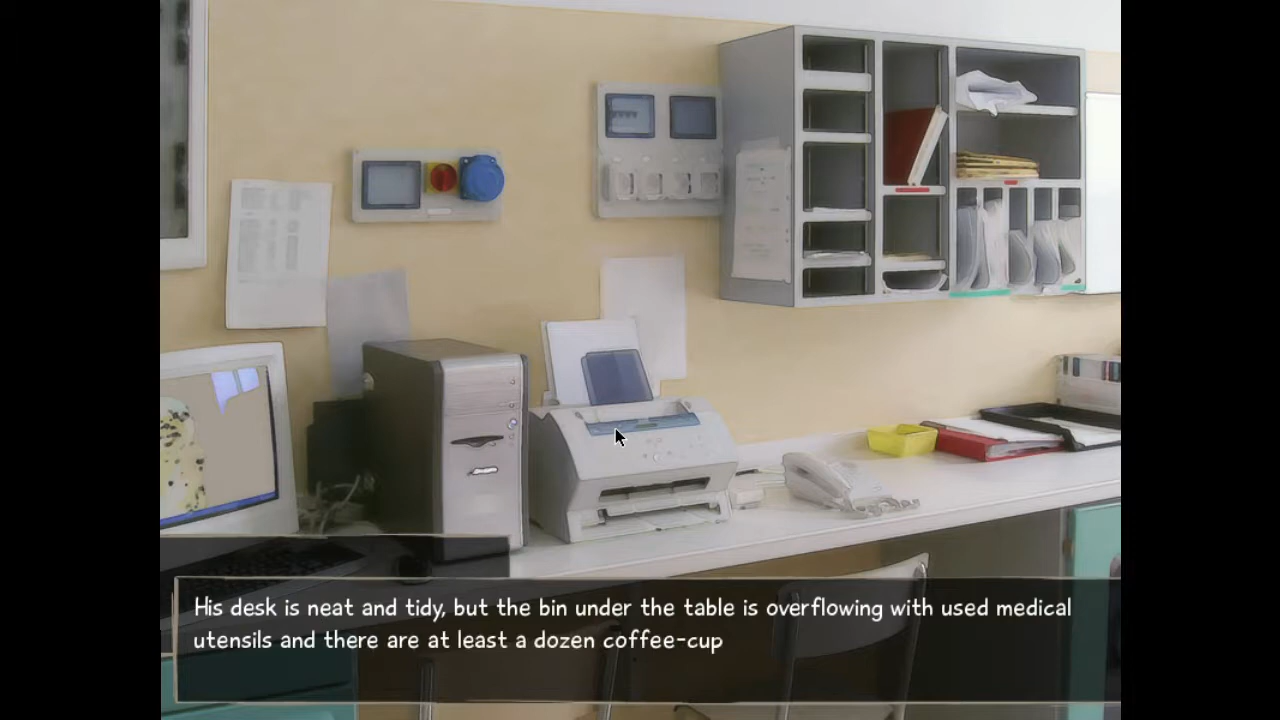 His desk is neat and tidy, but the bin under the table is overflowing with used medical
utensils and there are at least a dozen coffee-cup